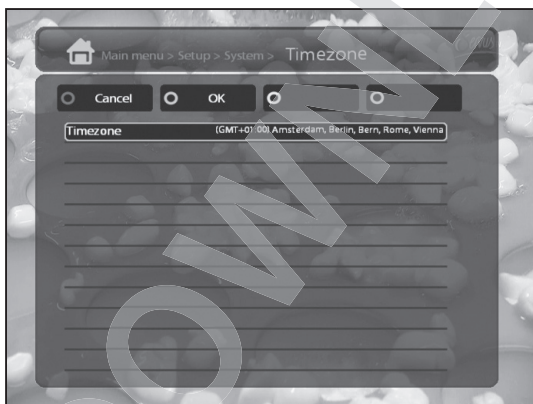 Main menu > Setup > System > Timezone
Cancel OK
Timezone (GMT+01:00) Amsterdam, Berlin, Bern, Rome, Vienna